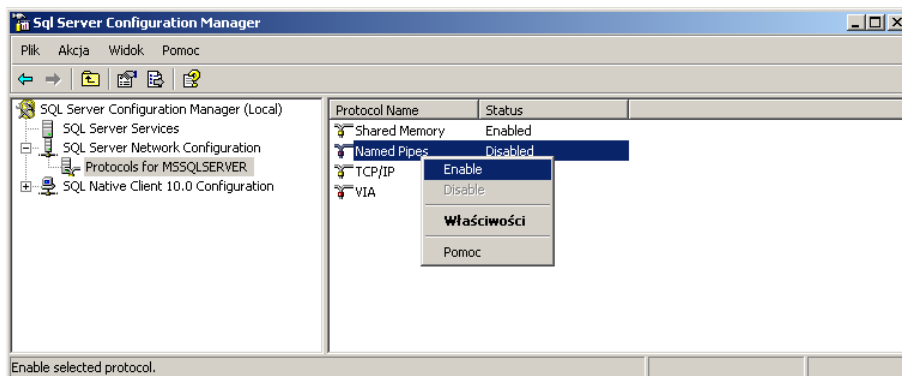 Sql Server Configuration Manager
Plik Akcja Widok Pomoc
SQL Server Configuration Manager (Local)
SQL Server Services
SQL Server Network Configuration
Protocols for MSSQLSERVER
SQL Native Client 10.0 Configuration
Protocol Name Status
Shared Memory Enabled
Named Pipes Disabled
TCP/IP
VIA
Enable
Disable
Właściwości
Pomoc
Enable selected protocol.